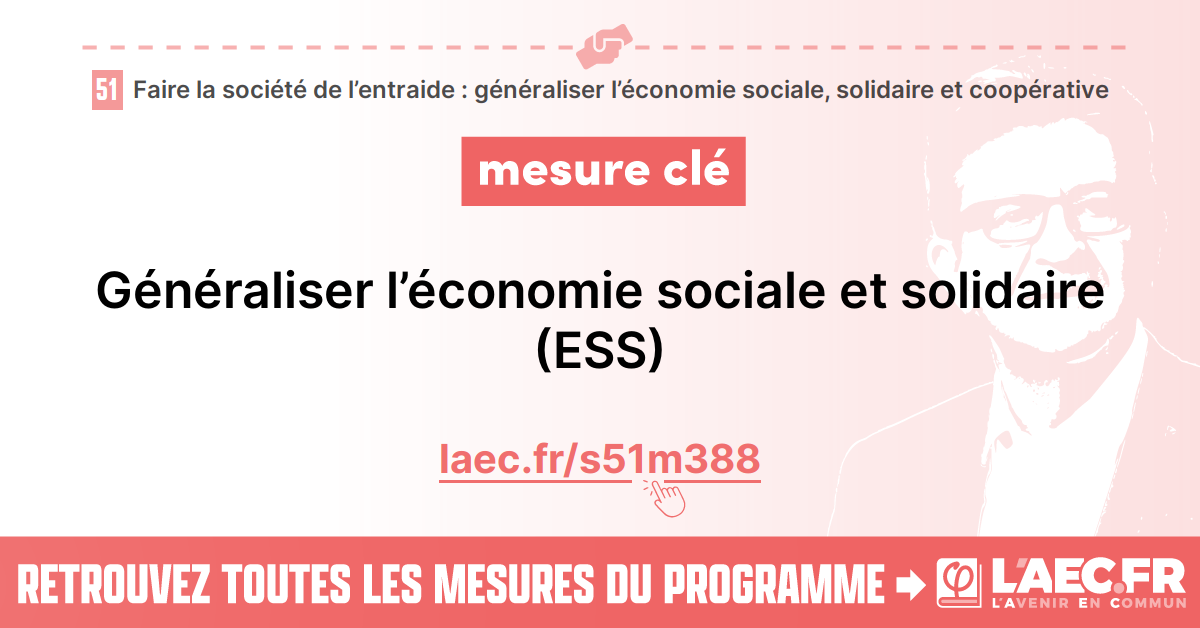 51 Faire la société de l’entraide : généraliser l’économie sociale, solidaire et coopérative
mesure clé
Généraliser l’économie sociale et solidaire
(ESS)
laec.fr/s51m388
RETROUVEZ TOUTES LES MESURES DU PROGRAMME
φ L'AEC.FR
L'AVENIR EN COMMUN